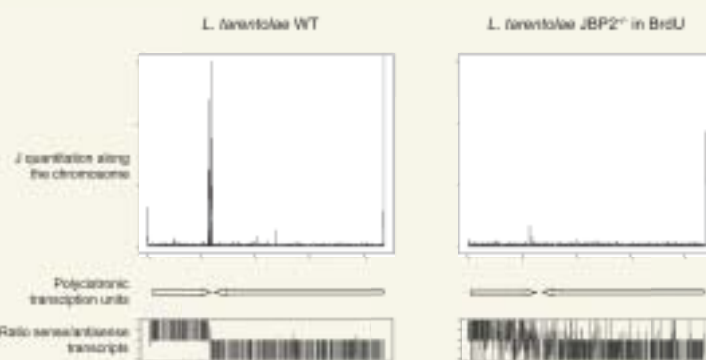 L. tarentolae WT
L. tarentolae JBP2-/- in BrdU
J quantitation along
the chromosome
Polycistronic
transcription units
Ratio sense/antisense
transcripts